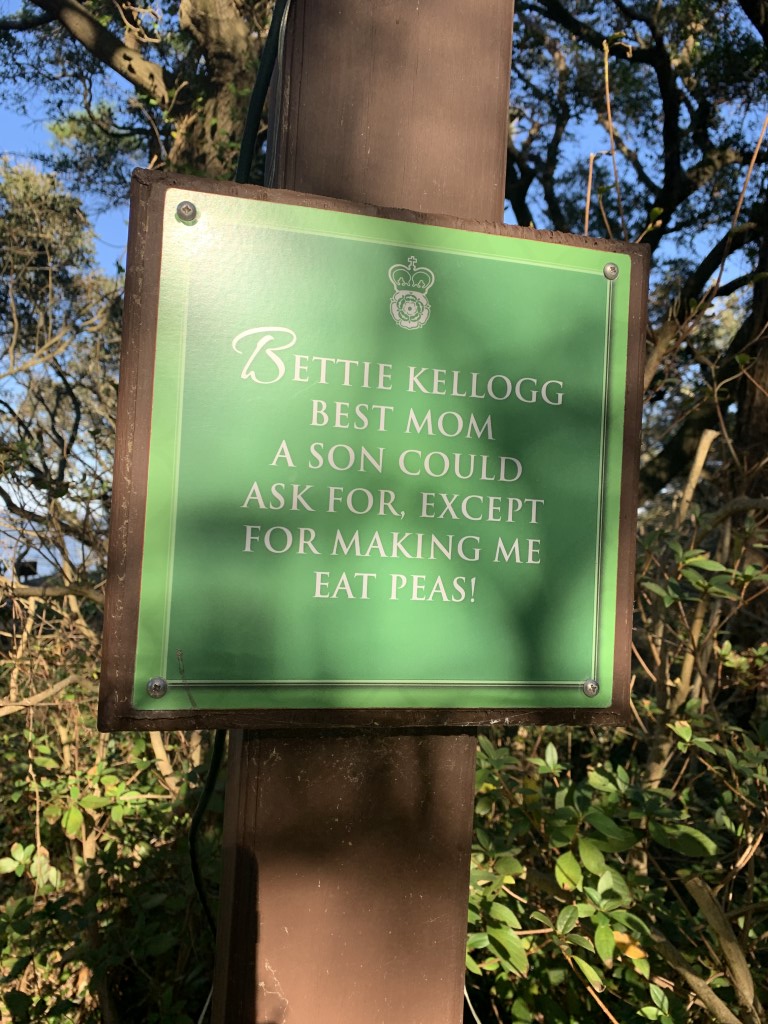 BETTIE KELLOGG
BEST MOM
A SON COULD
ASK FOR, EXCEPT
FOR MAKING ME
EAT PEAS!